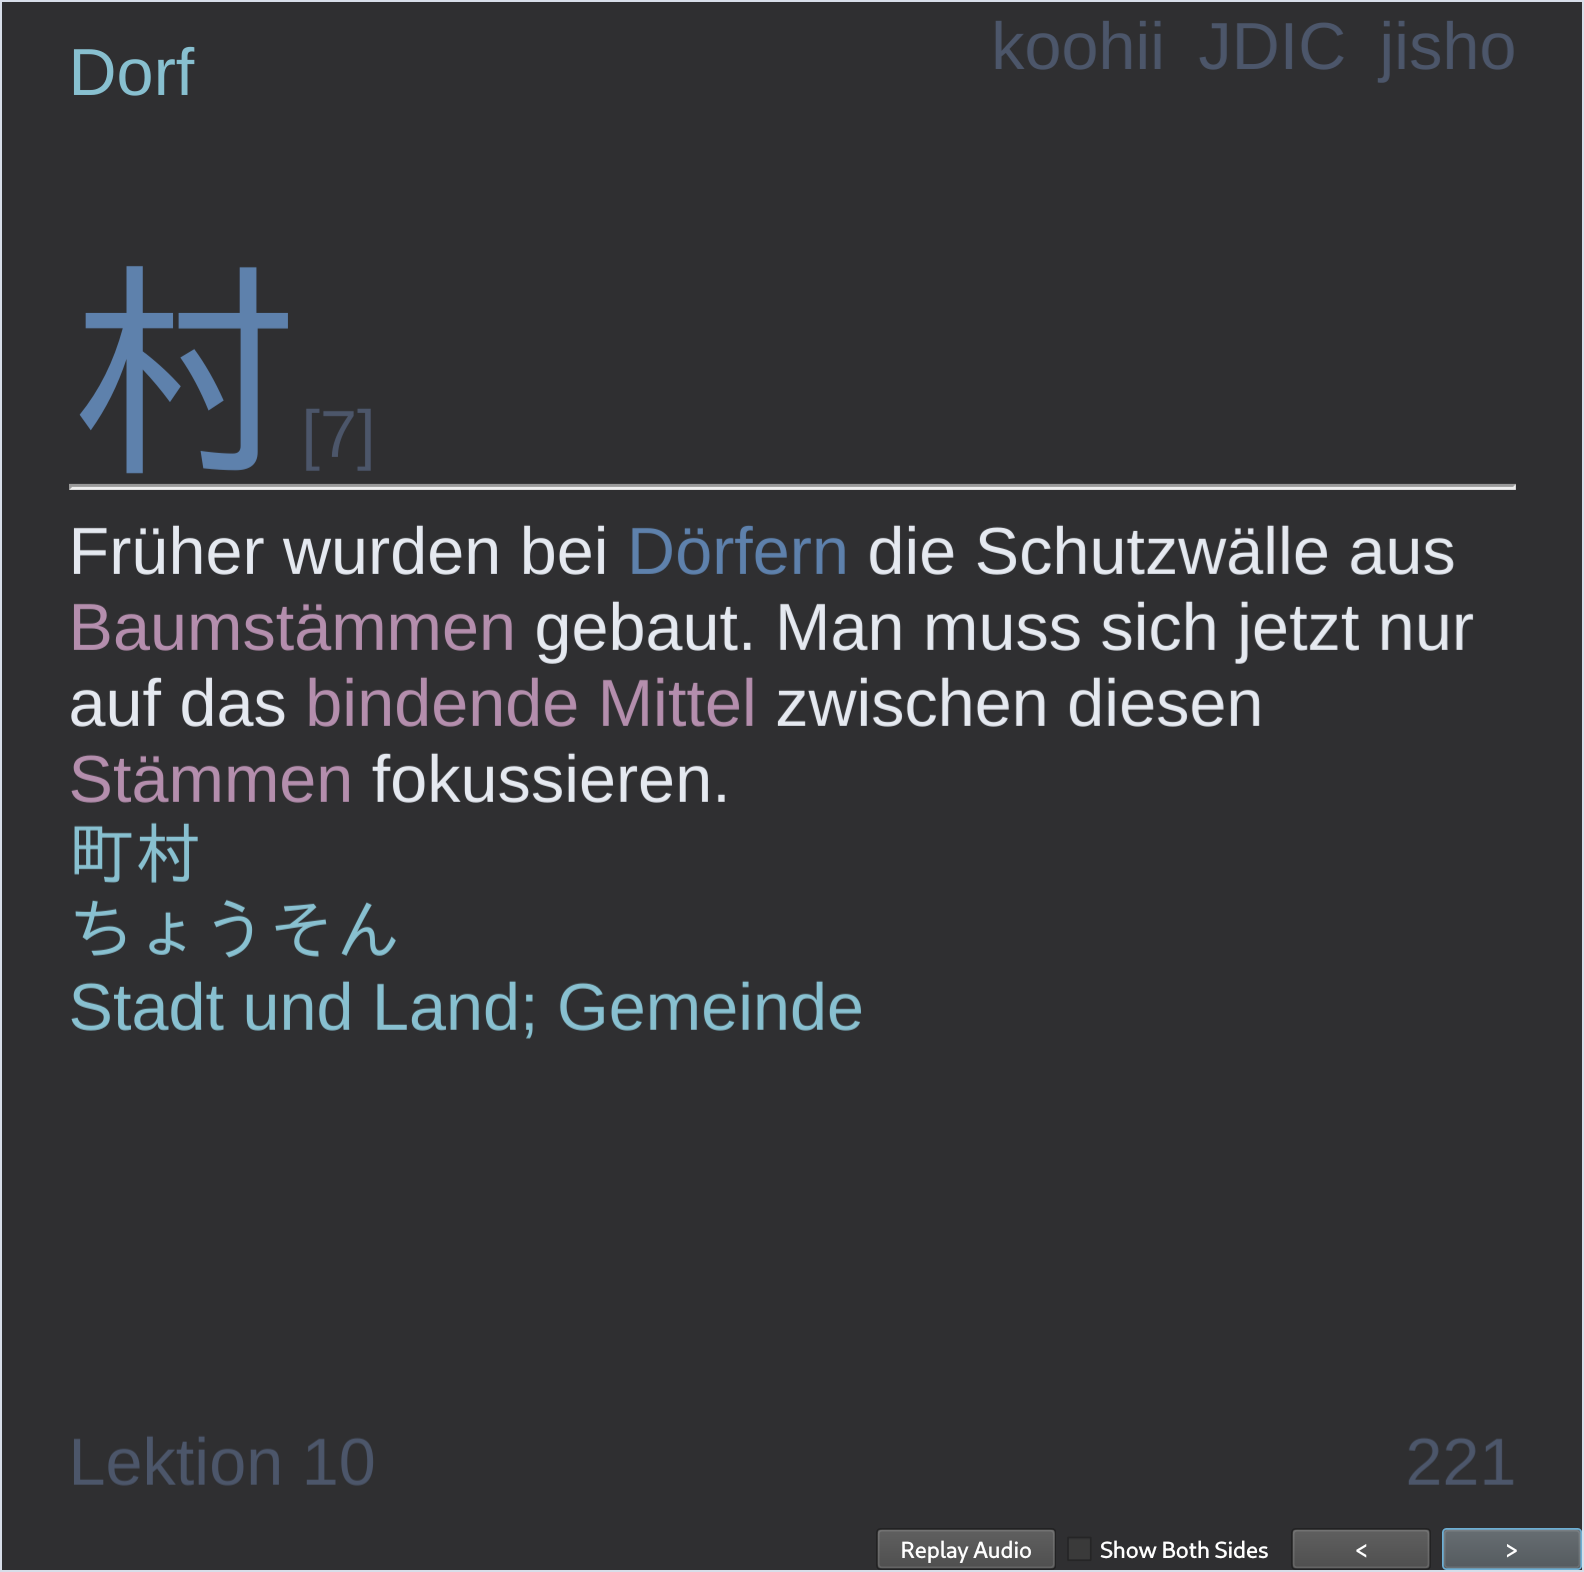 Dorf
koohii JDIC jisho
村 [7]
Früher wurden bei Dörfern die Schutzwälle aus
Baumstämmen gebaut. Man muss sich jetzt nur
auf das bindende Mittel zwischen diesen
Stämmen fokussieren.
町村
ちょうそん
Stadt und Land; Gemeinde
Lektion 10
221
Replay Audio
Show Both Sides
<
>